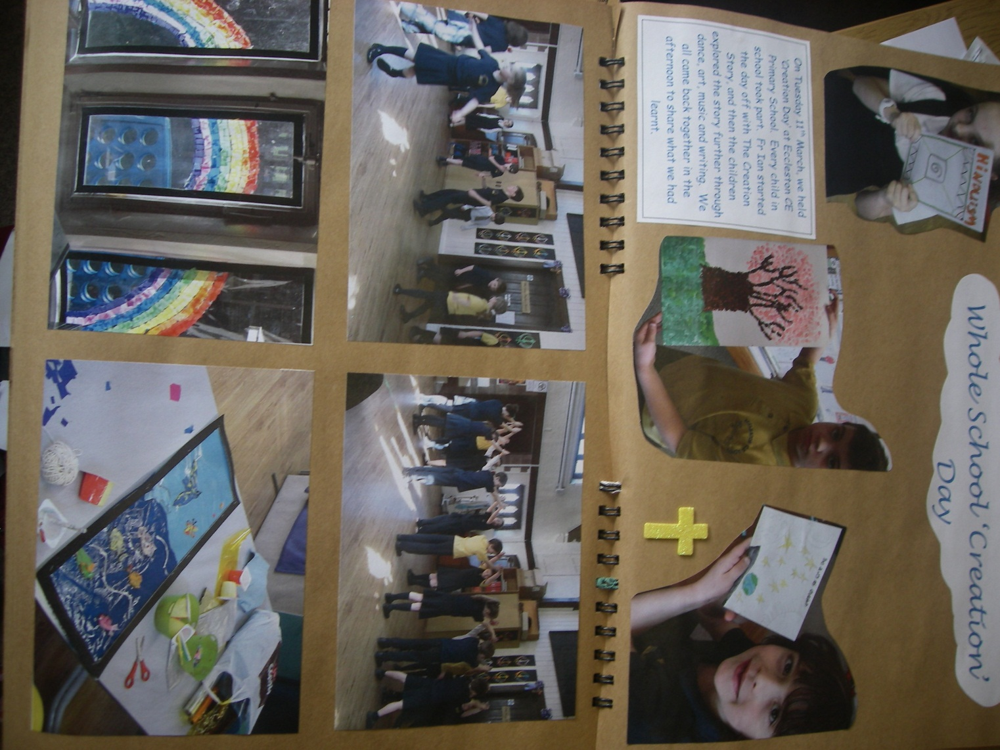 Whole School 'Creation'
Day
On Tuesday 11th March, we held
'Creation Day' at Eccleston CE
Primary School. Every child in
school took part. Fr Ian started
the day off with The Creation
Story and then the children
explored the story further through
dance, art, music and writing. We
all came back together in the
afternoon to share what we had
learnt.
HiNDUiSM